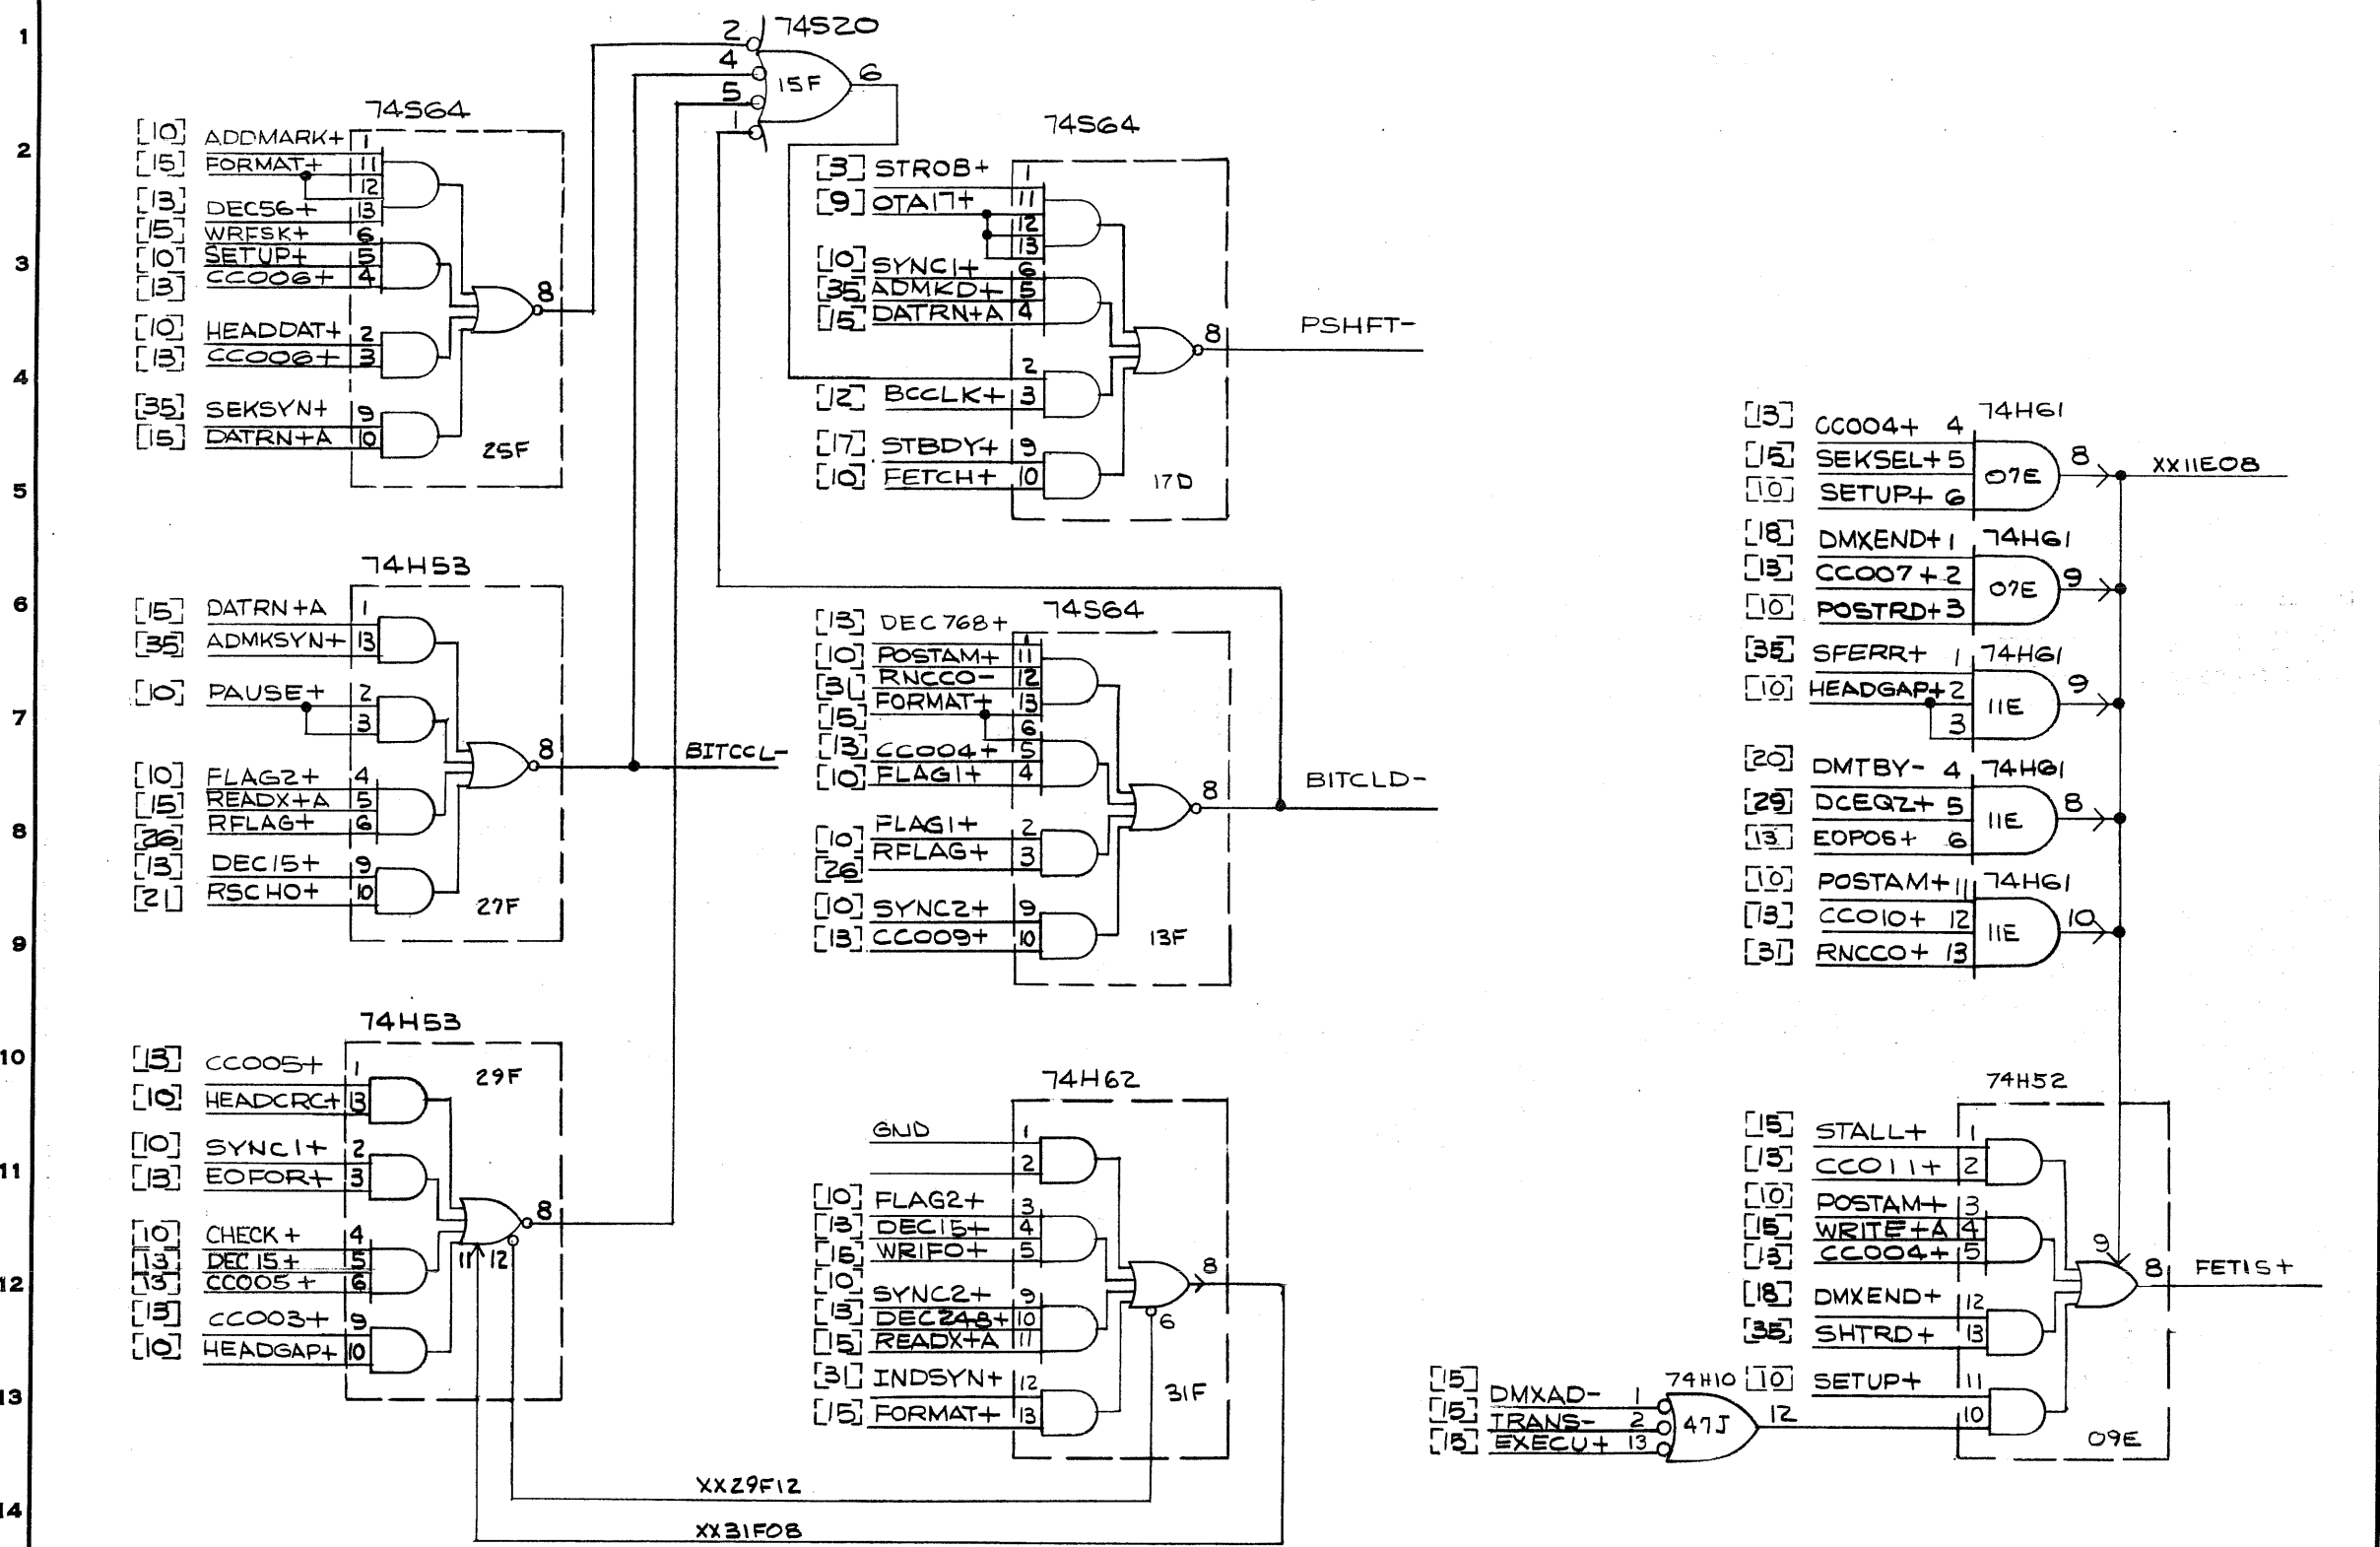 1
2
3
4
5
6
7
8
9
10
11
12
13
14
74S20
2
4
5
1
15F
6
74S64
[10] ADDMARK+ 1
[15] FORMAT+ 11
12
[13] DEC56+ 13
[15] WRFSK+ 6
[10] SETUP+ 5
[13] CC006+ 4
[10] HEADDAT+ 2
[13] CC006+ 3
[35] SEKSYN+ 9
[15] DATRN+A 10
8
25F
74S64
[3] STROB+ 1
[9] OTA17+ 11
12
13
[10] SYNC1+ 6
[35] ADMKD+ 5
[15] DATRN+A 4
2
[12] BCCLK+ 3
[17] STBDY+ 9
[10] FETCH+ 10
8
PSHFT-
17D
74H53
[15] DATRN+A 1
[35] ADMKSYN+ 13
[10] PAUSE+ 2
3
[10] FLAG2+ 4
[15] READX+A 5
[26] RFLAG+ 6
[13] DEC15+ 9
[21] RSCHO+ 10
8
BITCCL-
27F
74S64
[13] DEC768+ 1
[10] POSTAM+ 11
[31] RNCCO- 12
[15] FORMAT+ 13
6
[13] CC004+ 5
[10] FLAG1+ 4
[10] FLAG1+ 2
[26] RFLAG+ 3
[10] SYNC2+ 9
[13] CC009+ 10
8
BITCLD-
13F
74H53
29F
[13] CC005+ 1
[10] HEADCRC+ 13
[10] SYNC1+ 2
[13] EOFOR+ 3
[10] CHECK+ 4
[13] DEC15+ 5
[13] CC005+ 6
[13] CC003+ 9
[10] HEADGAP+ 10
8
11 12
74H62
GND 1
2
[10] FLAG2+ 3
[13] DEC15+ 4
[15] WRIFO+ 5
[10] SYNC2+ 9
[13] DEC248+ 10
[15] READX+A 11
[31] INDSYN+ 12
[15] FORMAT+ 13
8
6
31F
XX29F12
XX31F08
74H61
[13] CC004+ 4
[15] SEKSEL+ 5
[10] SETUP+ 6
07E
8
XX11E08
74H61
[18] DMXEND+ 1
[13] CC007+ 2
[10] POSTRD+ 3
07E
9
74H61
[35] SFERR+ 1
[10] HEADGAP+ 2
3
11E
9
74H61
[20] DMTBY- 4
[29] DCEQZ+ 5
[13] EOPOS+ 6
11E
8
74H61
[10] POSTAM+ 11
[13] CC010+ 12
[31] RNCCO+ 13
11E
10
74H52
[15] STALL+ 1
[13] CC011+ 2
[10] POSTAM+ 3
[15] WRITE+A 4
[13] CC004+ 5
[18] DMXEND+ 12
[35] SHTRD+ 13
[10] SETUP+ 11
10
9
8
FETIS+
09E
74H10
[15] DMXAD- 1
[15] TRANS- 2
[15] EXECU+ 13
47J
12